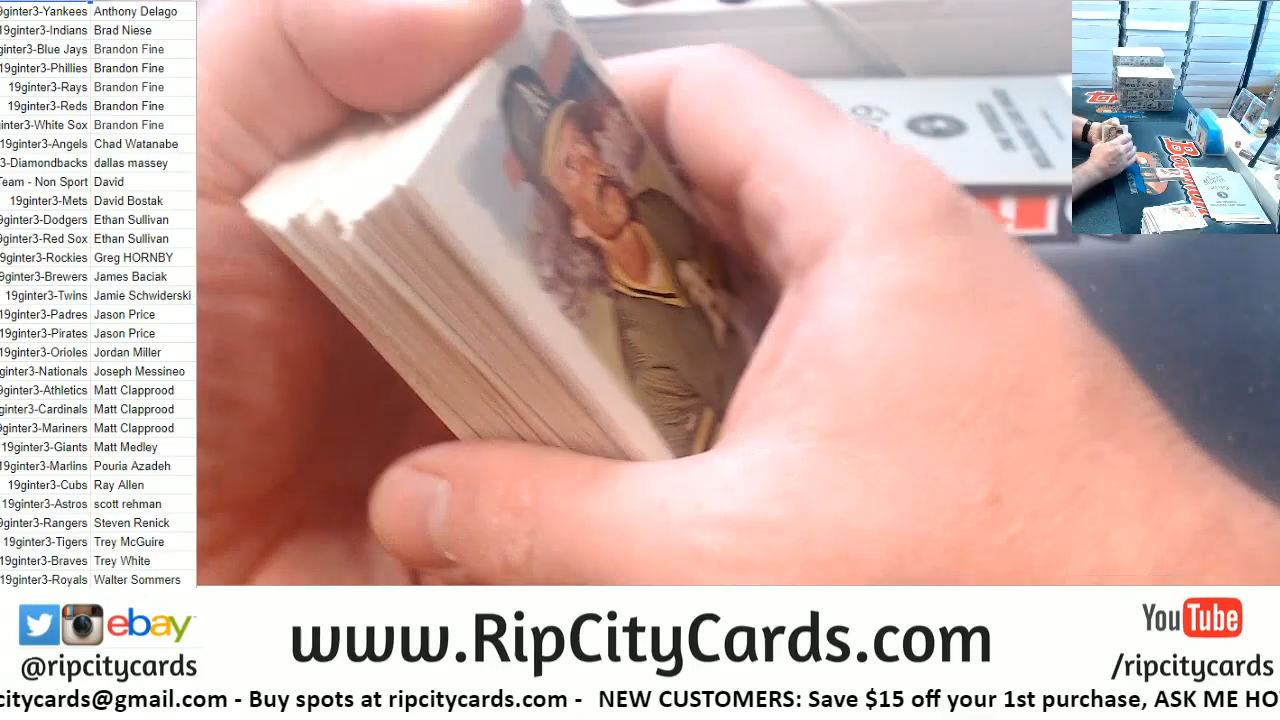 9ginter3-Yankees Anthony Delago
19ginter3-Indians Brad Niese
ginter3-Blue Jays Brandon Fine
19ginter3-Phillies Brandon Fine
19ginter3-Rays Brandon Fine
19ginter3-Reds Brandon Fine
inter3-White Sox Brandon Fine
19ginter3-Angels Chad Watanabe
3-Diamondbacks dallas massey
Team - Non Sport David
19ginter3-Mets David Bostak
9ginter3-Dodgers Ethan Sullivan
9ginter3-Red Sox Ethan Sullivan
9ginter3-Rockies Greg HORNBY
9ginter3-Brewers James Baciak
19ginter3-Twins Jamie Schwiderski
19ginter3-Padres Jason Price
19ginter3-Pirates Jason Price
19ginter3-Orioles Jordan Miller
ginter3-Nationals Joseph Messineo
9ginter3-Athletics Matt Clapprood
ginter3-Cardinals Matt Clapprood
9ginter3-Mariners Matt Clapprood
19ginter3-Giants Matt Medley
9ginter3-Marlins Pouria Azadeh
19ginter3-Cubs Ray Allen
19ginter3-Astros scott rehman
9ginter3-Rangers Steven Renick
19ginter3-Tigers Trey McGuire
19ginter3-Braves Trey White
19ginter3-Royals Walter Sommers
ebay
@ripcitycards
www.RipCityCards.com
YouTube
/ripcitycards
citycards@gmail.com - Buy spots at ripcitycards.com - NEW CUSTOMERS: Save $15 off your 1st purchase, ASK ME HO